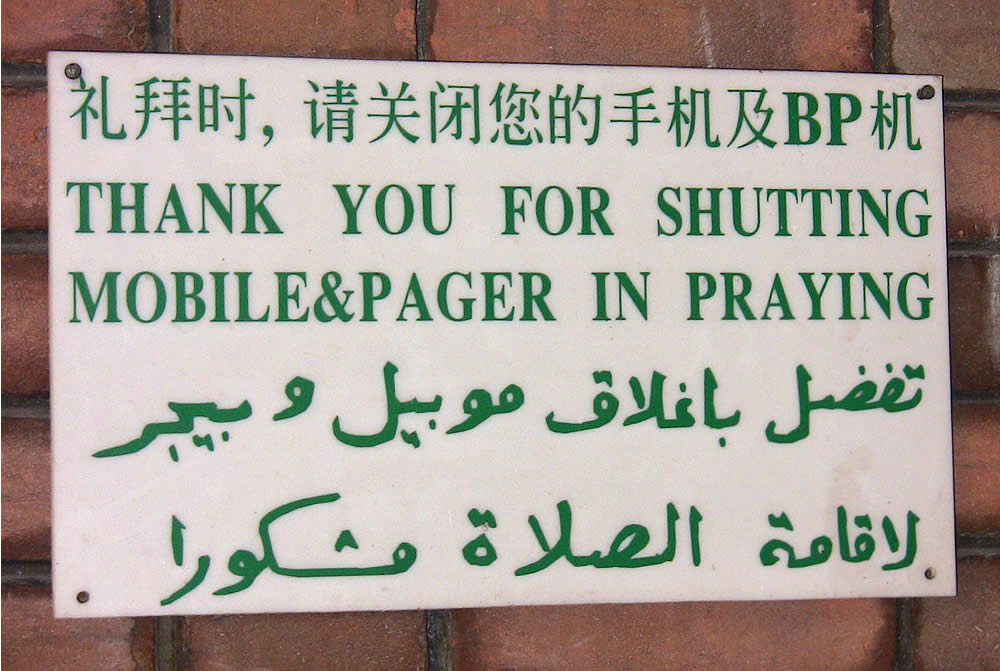 礼拜时，请关闭您的手机及BP机
THANK YOU FOR SHUTTING
MOBILE&PAGER IN PRAYING
تفضل باغلاق موبيل و بيجر
لاقامة الصلاة مشكورا